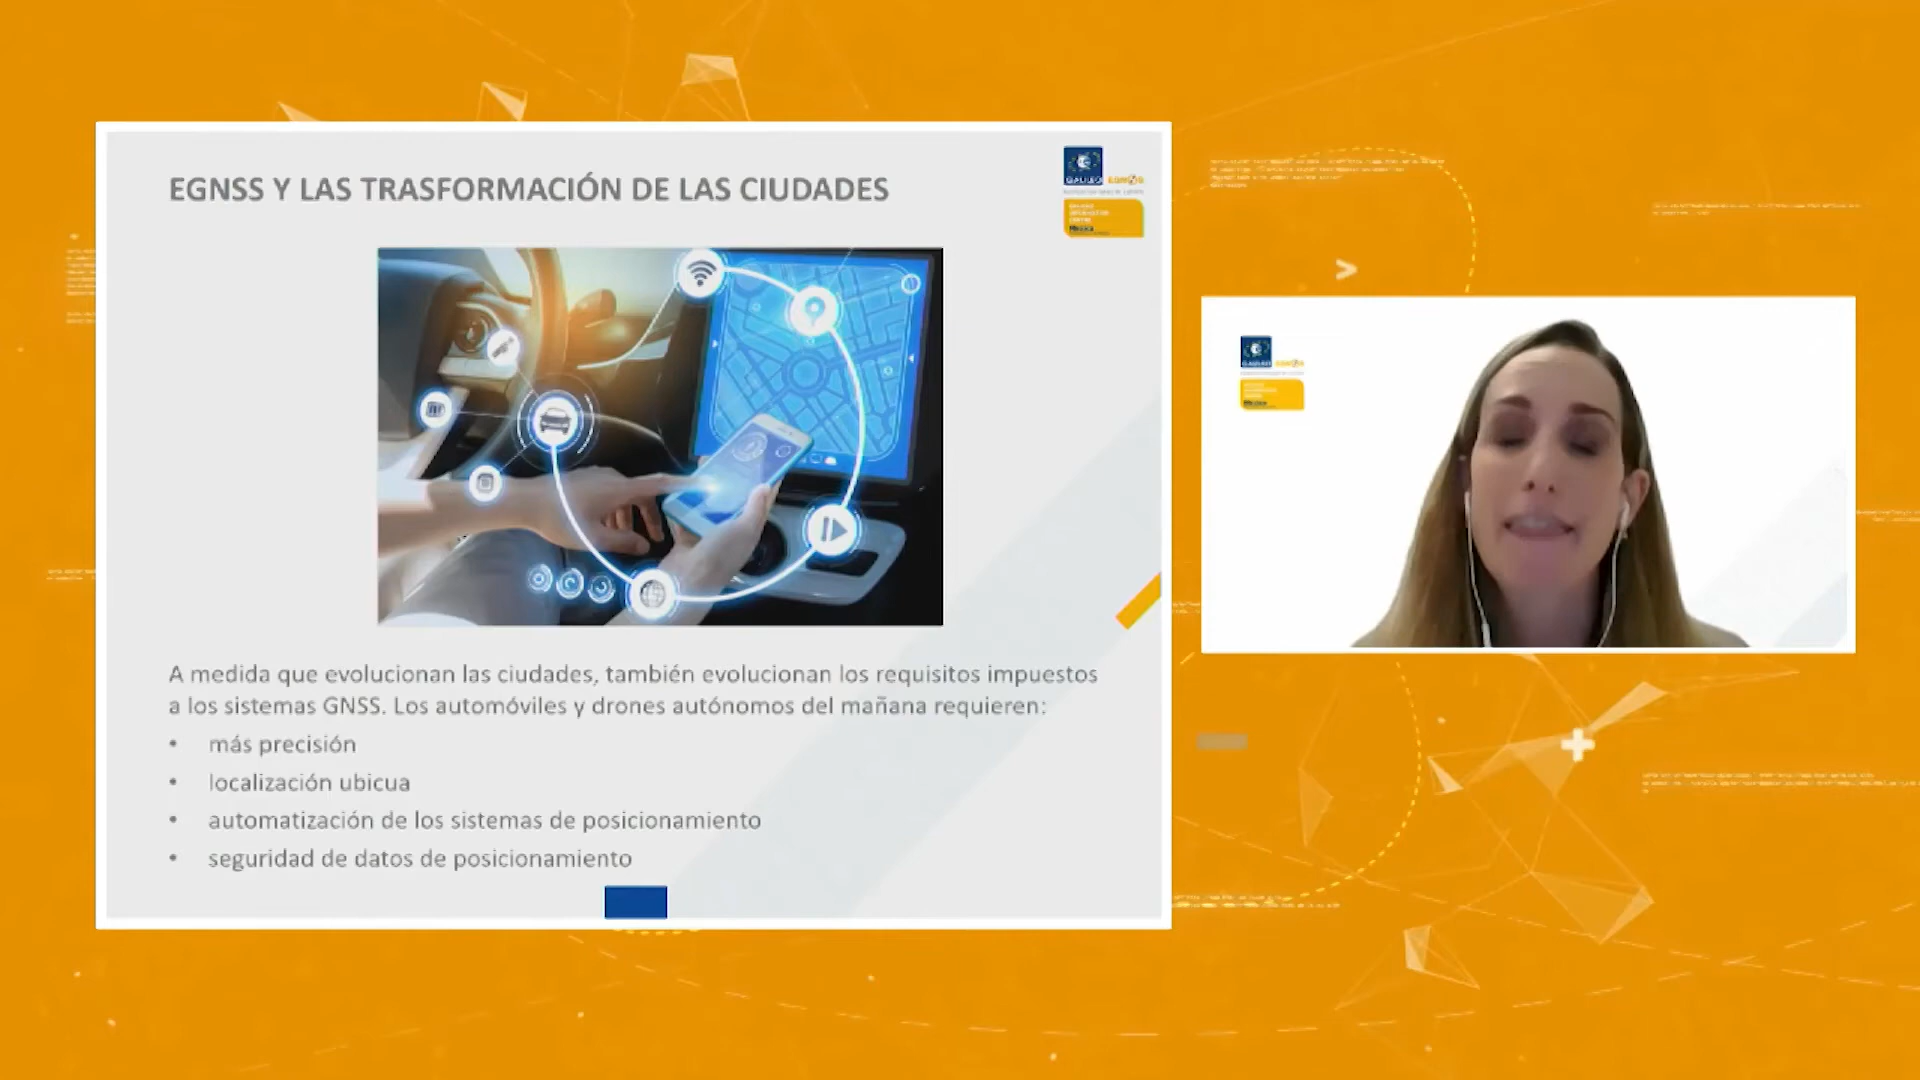 EGNSS Y LAS TRASFORMACIÓN DE LAS CIUDADES
GALILEO
A medida que evolucionan las ciudades, también evolucionan los requisitos impuestos
a los sistemas GNSS. Los automóviles y drones autónomos del mañana requieren:
• más precisión
• localización ubicua
• automatización de los sistemas de posicionamiento
• seguridad de datos de posicionamiento